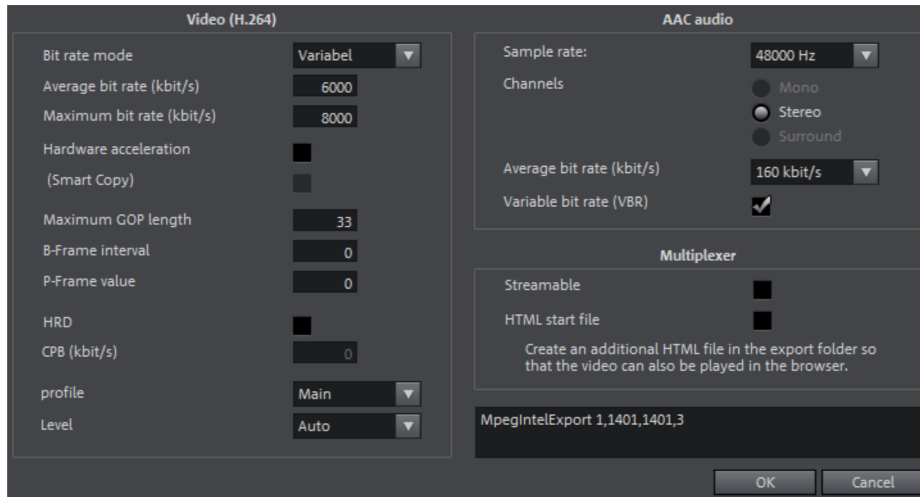 Video (H.264)
Bit rate mode
Variabel
Average bit rate (kbit/s)
6000
Maximum bit rate (kbit/s)
8000
Hardware acceleration
(Smart Copy)
Maximum GOP length
33
B-Frame interval
0
P-Frame value
0
HRD
CPB (kbit/s)
0
profile
Main
Level
Auto
AAC audio
Sample rate:
48000 Hz
Channels
Mono
Stereo
Surround
Average bit rate (kbit/s)
160 kbit/s
Variable bit rate (VBR)
Multiplexer
Streamable
HTML start file
Create an additional HTML file in the export folder so
that the video can also be played in the browser.
MpegIntelExport 1,1401,1401,3
OK
Cancel